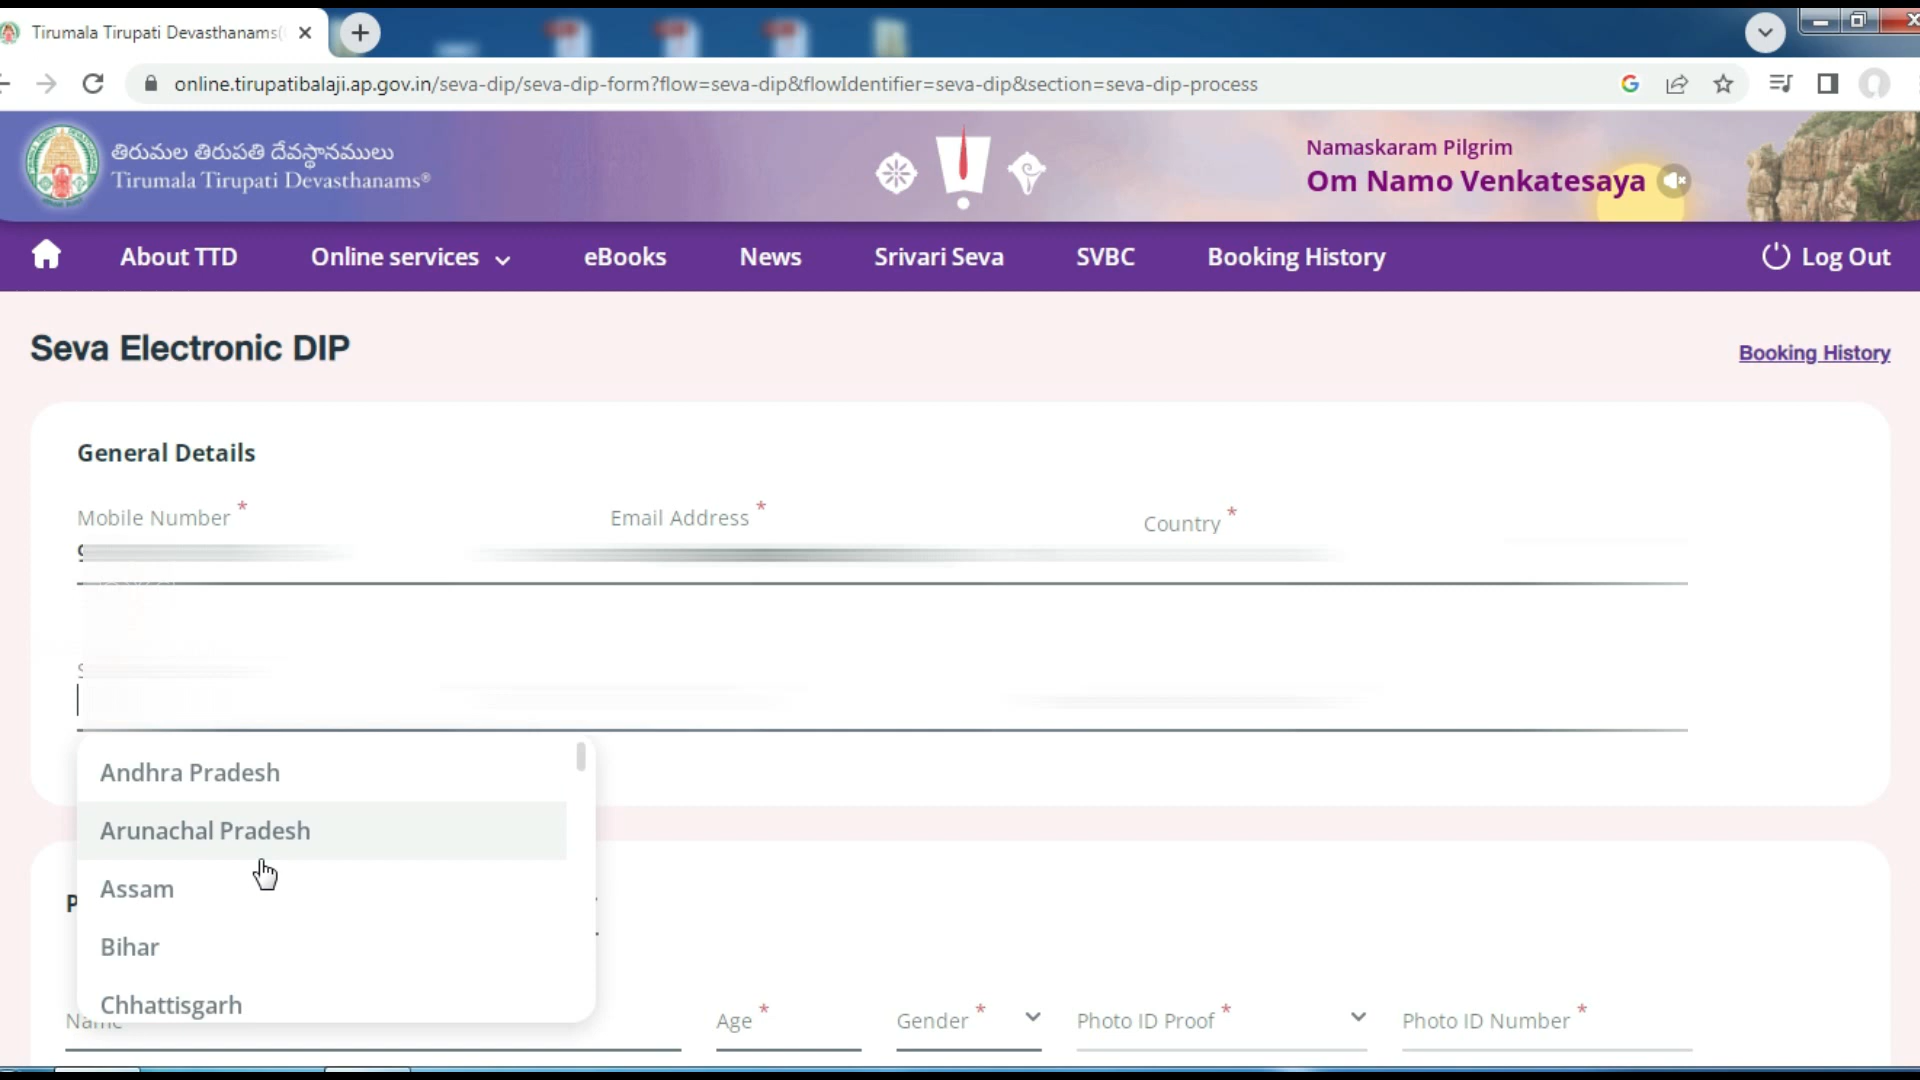 Tirumala Tirupati Devasthanams(
online.tirupatibalaji.ap.gov.in/seva-dip/seva-dip-form?flow=seva-dip&flowIdentifier=seva-dip&section=seva-dip-process
తిరుమల తిరుపతి దేవస్థానములు
Tirumala Tirupati Devasthanams®
Namaskaram Pilgrim
Om Namo Venkatesaya
About TTD Online services eBooks News Srivari Seva SVBC Booking History Log Out
Seva Electronic DIP
Booking History
General Details
Mobile Number * Email Address * Country *
Andhra Pradesh
Arunachal Pradesh
Assam
Bihar
Chhattisgarh
Name Age * Gender * Photo ID Proof * Photo ID Number *